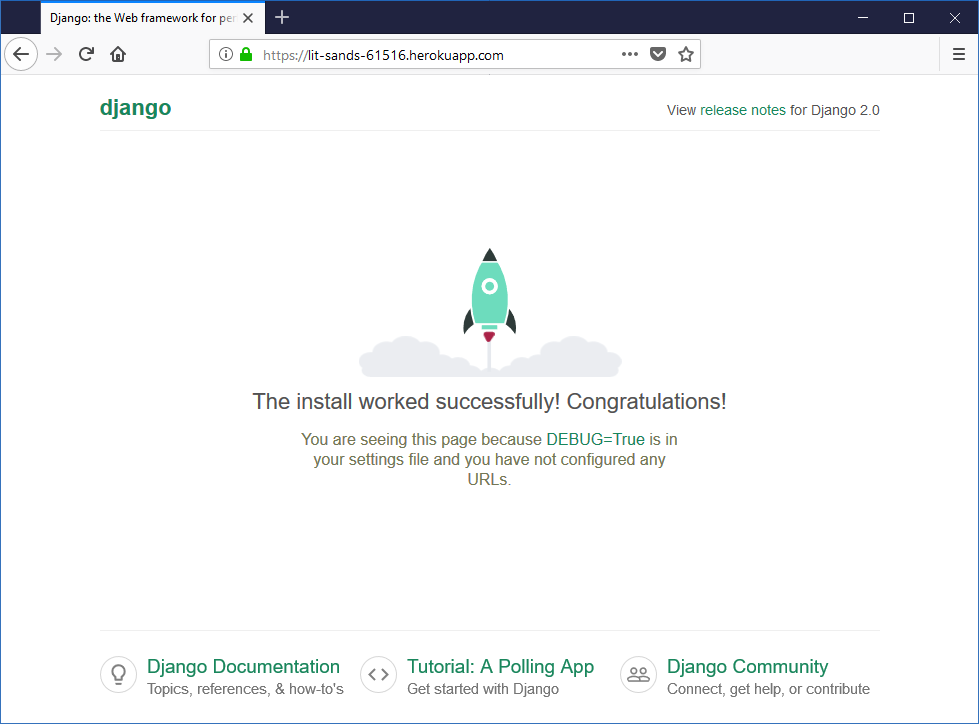 Django: the Web framework for per
https://lit-sands-61516.herokuapp.com
django
View release notes for Django 2.0
The install worked successfully! Congratulations!
You are seeing this page because DEBUG=True is in
your settings file and you have not configured any
URLs.
Django Documentation
Topics, references, & how-to's
Tutorial: A Polling App
Get started with Django
Django Community
Connect, get help, or contribute